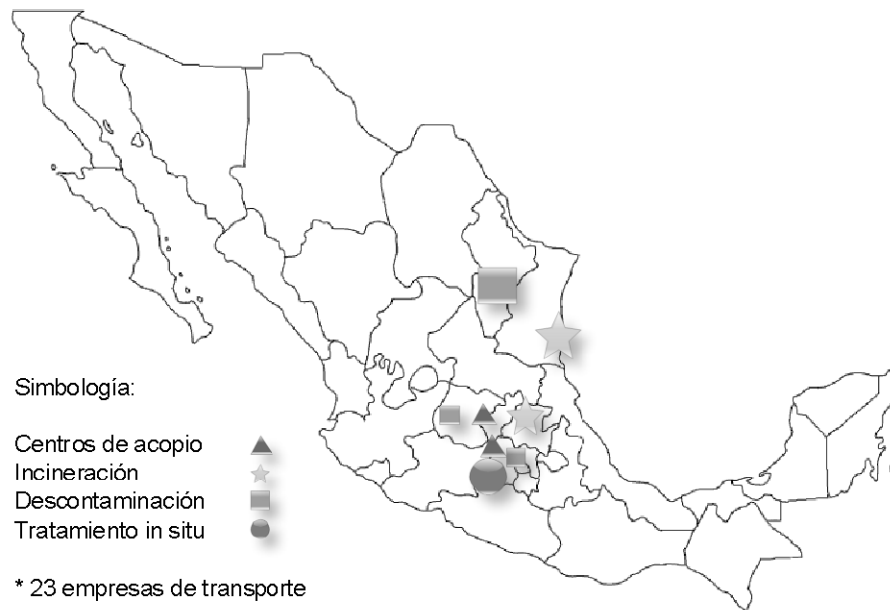 Simbología:
Centros de acopio
Incineración
Descontaminación
Tratamiento in situ
* 23 empresas de transporte